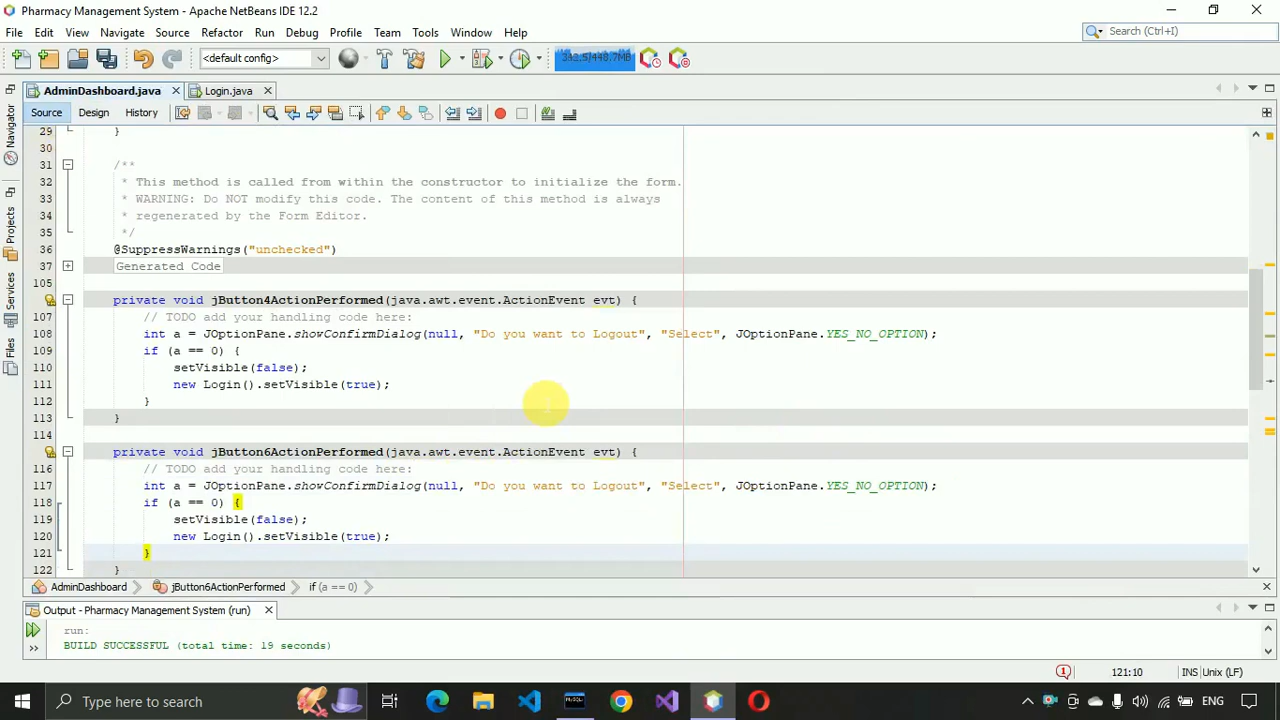 Pharmacy Management System - Apache NetBeans IDE 12.2
File Edit View Navigate Source Refactor Run Debug Profile Team Tools Window Help
Search (Ctrl+I)
<default config>
312.5/448.7MB
AdminDashboard.java
Login.java
Source Design History
Navigator
Projects
Services
Files
29 }
30
31 /**
32 * This method is called from within the constructor to initialize the form.
33 * WARNING: Do NOT modify this code. The content of this method is always
34 * regenerated by the Form Editor.
35 */
36 @SuppressWarnings("unchecked")
37 Generated Code
105
private void jButton4ActionPerformed(java.awt.event.ActionEvent evt) {
107 // TODO add your handling code here:
108 int a = JOptionPane.showConfirmDialog(null, "Do you want to Logout", "Select", JOptionPane.YES_NO_OPTION);
109 if (a == 0) {
110 setVisible(false);
111 new Login().setVisible(true);
112 }
113 }
114
private void jButton6ActionPerformed(java.awt.event.ActionEvent evt) {
116 // TODO add your handling code here:
117 int a = JOptionPane.showConfirmDialog(null, "Do you want to Logout", "Select", JOptionPane.YES_NO_OPTION);
118 if (a == 0) {
119 setVisible(false);
120 new Login().setVisible(true);
121 }
122 }
AdminDashboard jButton6ActionPerformed if (a == 0)
Output - Pharmacy Management System (run)
run:
BUILD SUCCESSFUL (total time: 19 seconds)
1 121:10 INS Unix (LF)
Type here to search
ENG